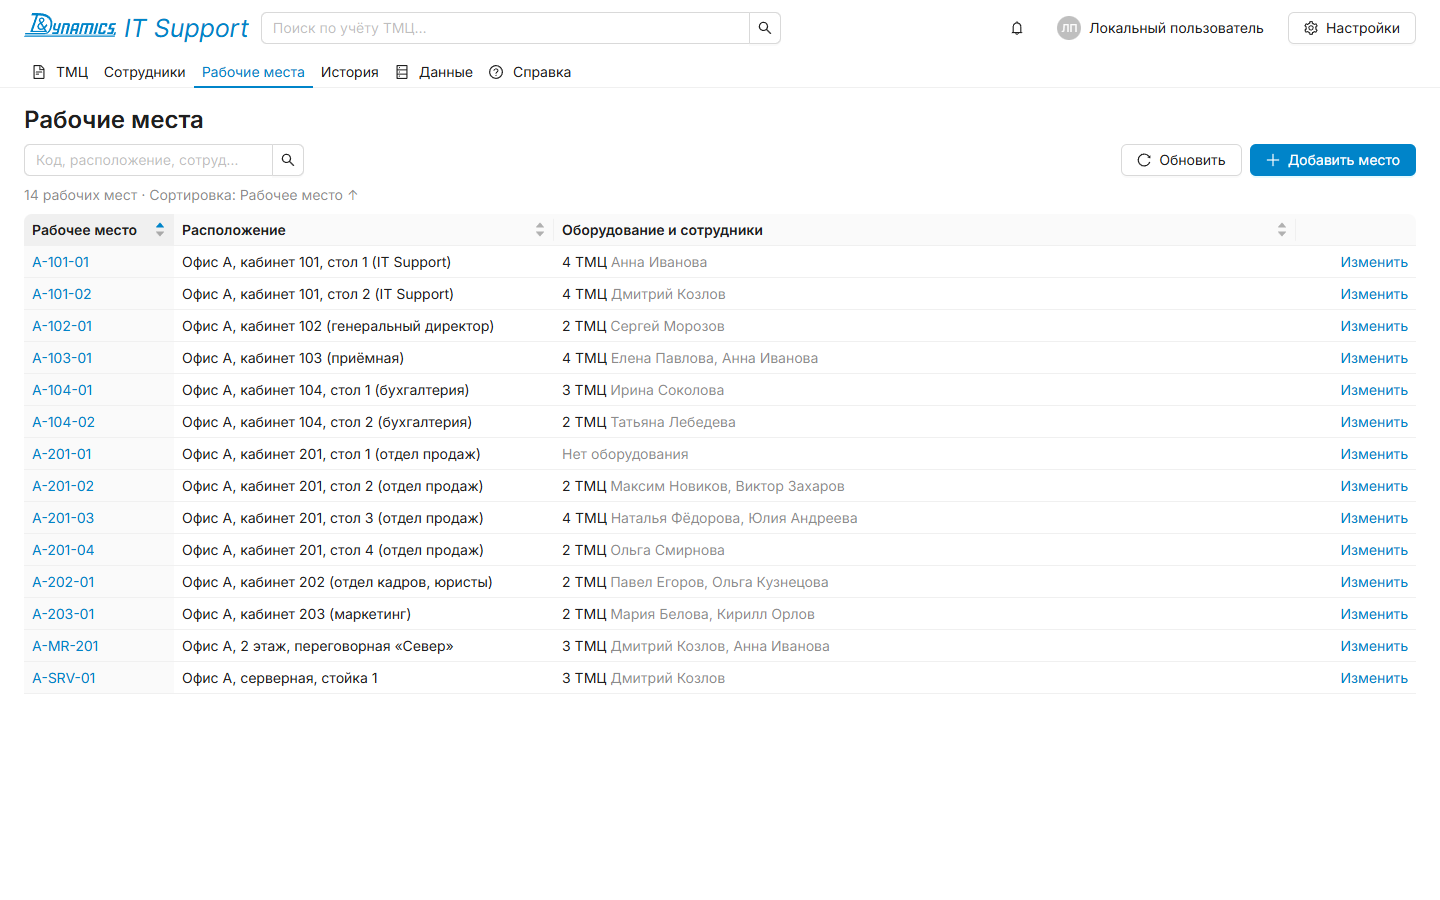 Dynamics IT Support
Поиск по учёту ТМЦ...
ЛП Локальный пользователь
Настройки
ТМЦ Сотрудники Рабочие места История Данные Справка
Рабочие места
Код, расположение, сотруд...
Обновить
Добавить место
14 рабочих мест · Сортировка: Рабочее место ↑
Рабочее место Расположение Оборудование и сотрудники
A-101-01 Офис А, кабинет 101, стол 1 (IT Support) 4 ТМЦ Анна Иванова Изменить
A-101-02 Офис А, кабинет 101, стол 2 (IT Support) 4 ТМЦ Дмитрий Козлов Изменить
A-102-01 Офис А, кабинет 102 (генеральный директор) 2 ТМЦ Сергей Морозов Изменить
A-103-01 Офис А, кабинет 103 (приёмная) 4 ТМЦ Елена Павлова, Анна Иванова Изменить
A-104-01 Офис А, кабинет 104, стол 1 (бухгалтерия) 3 ТМЦ Ирина Соколова Изменить
A-104-02 Офис А, кабинет 104, стол 2 (бухгалтерия) 2 ТМЦ Татьяна Лебедева Изменить
A-201-01 Офис А, кабинет 201, стол 1 (отдел продаж) Нет оборудования Изменить
A-201-02 Офис А, кабинет 201, стол 2 (отдел продаж) 2 ТМЦ Максим Новиков, Виктор Захаров Изменить
A-201-03 Офис А, кабинет 201, стол 3 (отдел продаж) 4 ТМЦ Наталья Фёдорова, Юлия Андреева Изменить
A-201-04 Офис А, кабинет 201, стол 4 (отдел продаж) 2 ТМЦ Ольга Смирнова Изменить
A-202-01 Офис А, кабинет 202 (отдел кадров, юристы) 2 ТМЦ Павел Егоров, Ольга Кузнецова Изменить
A-203-01 Офис А, кабинет 203 (маркетинг) 2 ТМЦ Мария Белова, Кирилл Орлов Изменить
A-MR-201 Офис А, 2 этаж, переговорная «Север» 3 ТМЦ Дмитрий Козлов, Анна Иванова Изменить
A-SRV-01 Офис А, серверная, стойка 1 3 ТМЦ Дмитрий Козлов Изменить